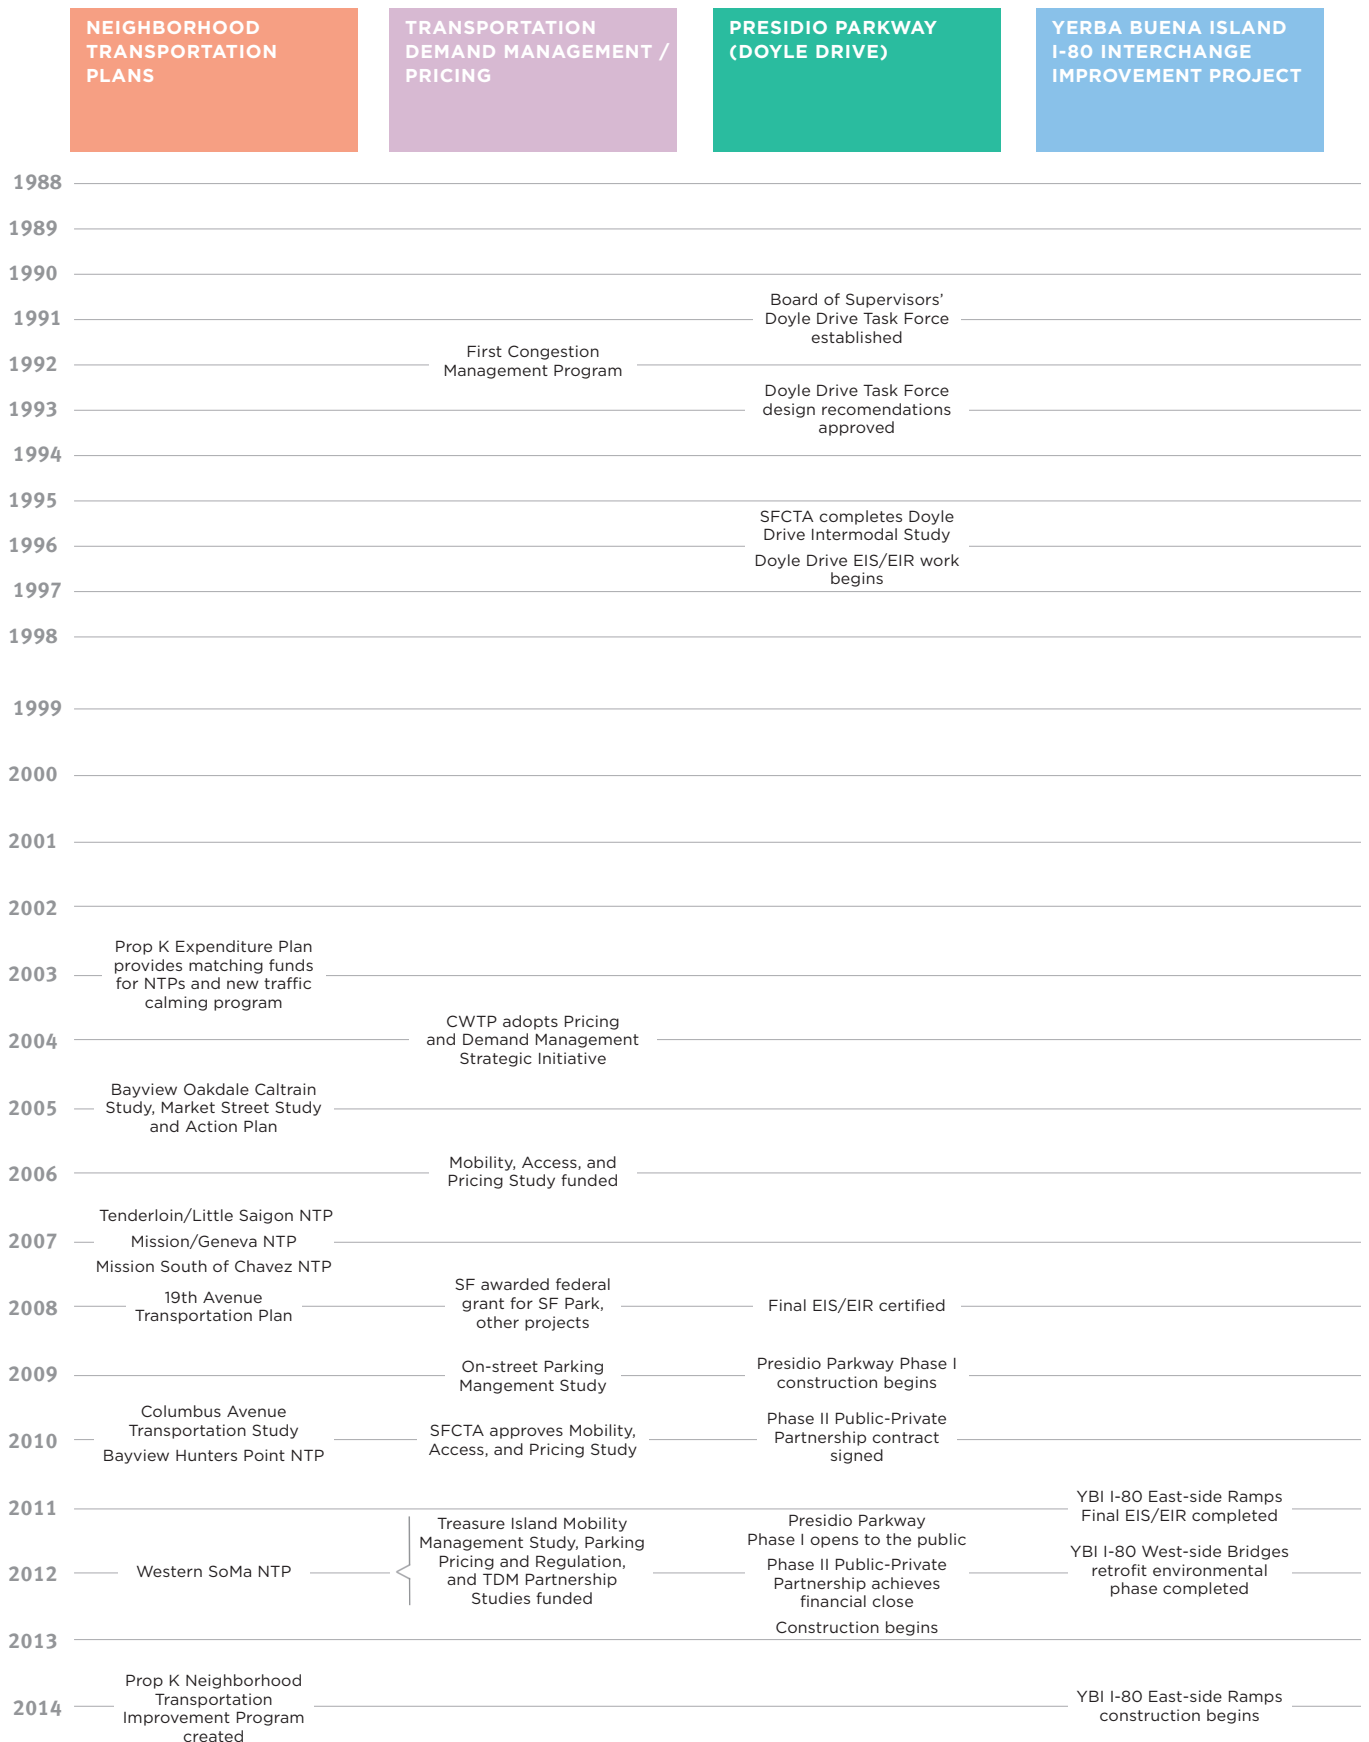 NEIGHBORHOOD
TRANSPORTATION
PLANS
TRANSPORTATION
DEMAND MANAGEMENT /
PRICING
PRESIDIO PARKWAY
(DOYLE DRIVE)
YERBA BUENA ISLAND
I-80 INTERCHANGE
IMPROVEMENT PROJECT
1988
1989
1990
1991
Board of Supervisors’
Doyle Drive Task Force
established
1992
First Congestion
Management Program
1993
Doyle Drive Task Force
design recomendations
approved
1994
1995
1996
SFCTA completes Doyle
Drive Intermodal Study
Doyle Drive EIS/EIR work
begins
1997
1998
1999
2000
2001
2002
2003
Prop K Expenditure Plan
provides matching funds
for NTPs and new traffic
calming program
2004
CWTP adopts Pricing
and Demand Management
Strategic Initiative
2005
Bayview Oakdale Caltrain
Study, Market Street Study
and Action Plan
2006
Mobility, Access, and
Pricing Study funded
2007
Tenderloin/Little Saigon NTP
Mission/Geneva NTP
Mission South of Chavez NTP
2008
19th Avenue
Transportation Plan
SF awarded federal
grant for SF Park,
other projects
Final EIS/EIR certified
2009
On-street Parking
Mangement Study
Presidio Parkway Phase I
construction begins
2010
Columbus Avenue
Transportation Study
Bayview Hunters Point NTP
SFCTA approves Mobility,
Access, and Pricing Study
Phase II Public-Private
Partnership contract
signed
2011
YBI I-80 East-side Ramps
Final EIS/EIR completed
2012
Western SoMa NTP
Treasure Island Mobility
Management Study, Parking
Pricing and Regulation,
and TDM Partnership
Studies funded
Presidio Parkway
Phase I opens to the public
Phase II Public-Private
Partnership achieves
financial close
Construction begins
YBI I-80 West-side Bridges
retrofit environmental
phase completed
2013
2014
Prop K Neighborhood
Transportation
Improvement Program
created
YBI I-80 East-side Ramps
construction begins